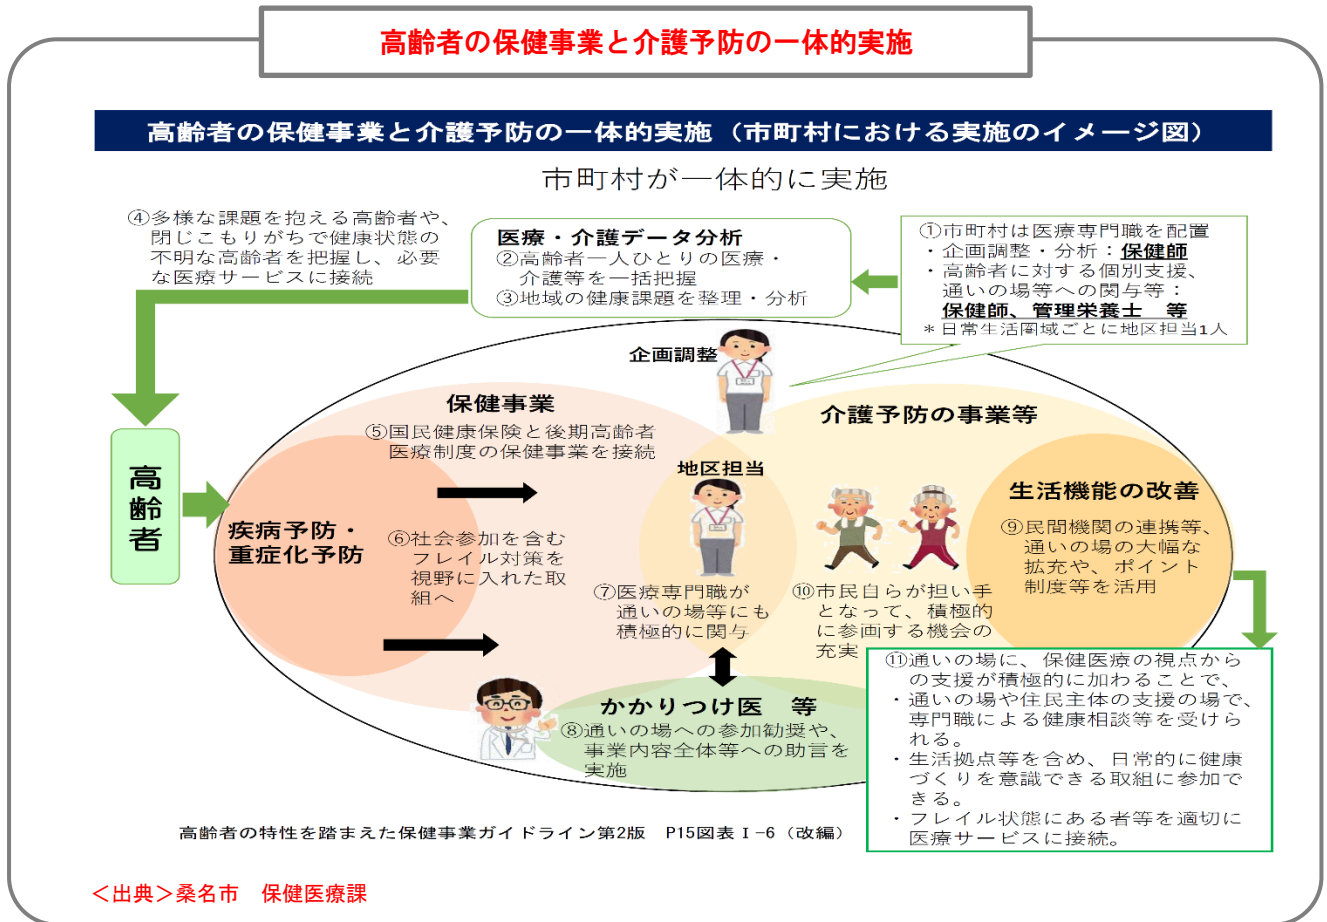 高齢者の保健事業と介護予防の一体的実施
高齢者の保健事業と介護予防の一体的実施（市町村における実施のイメージ図）
市町村が一体的に実施
④多様な課題を抱える高齢者や、
閉じこもりがちで健康状態の
不明な高齢者を把握し、必要
な医療サービスに接続
医療・介護データ分析
②高齢者一人ひとりの医療・
介護等を一括把握
③地域の健康課題を整理・分析
①市町村は医療専門職を配置
・企画調整・分析：保健師
・高齢者に対する個別支援、
通いの場等への関与等：
保健師、管理栄養士　等
＊日常生活圏域ごとに地区担当1人
企画調整
保健事業
⑤国民健康保険と後期高齢者
医療制度の保健事業を接続
介護予防の事業等
高齢者
疾病予防・
重症化予防
⑥社会参加を含む
フレイル対策を
視野に入れた取
組へ
地区担当
⑦医療専門職が
通いの場等にも
積極的に関与
⑩市民自らが担い手
となって、積極的
に参画する機会の
充実
生活機能の改善
⑨民間機関の連携等、
通いの場の大幅な
拡充や、ポイント
制度等を活用
かかりつけ医　等
⑧通いの場への参加勧奨や、
事業内容全体等への助言を
実施
⑪通いの場に、保健医療の視点から
の支援が積極的に加わることで、
・通いの場や住民主体の支援の場で、
専門職による健康相談等を受けら
れる。
・生活拠点等を含め、日常的に健康
づくりを意識できる取組に参加で
きる。
・フレイル状態にある者等を適切に
医療サービスに接続。
高齢者の特性を踏まえた保健事業ガイドライン第2版　P15図表Ⅰ-6（改編）
＜出典＞桑名市　保健医療課